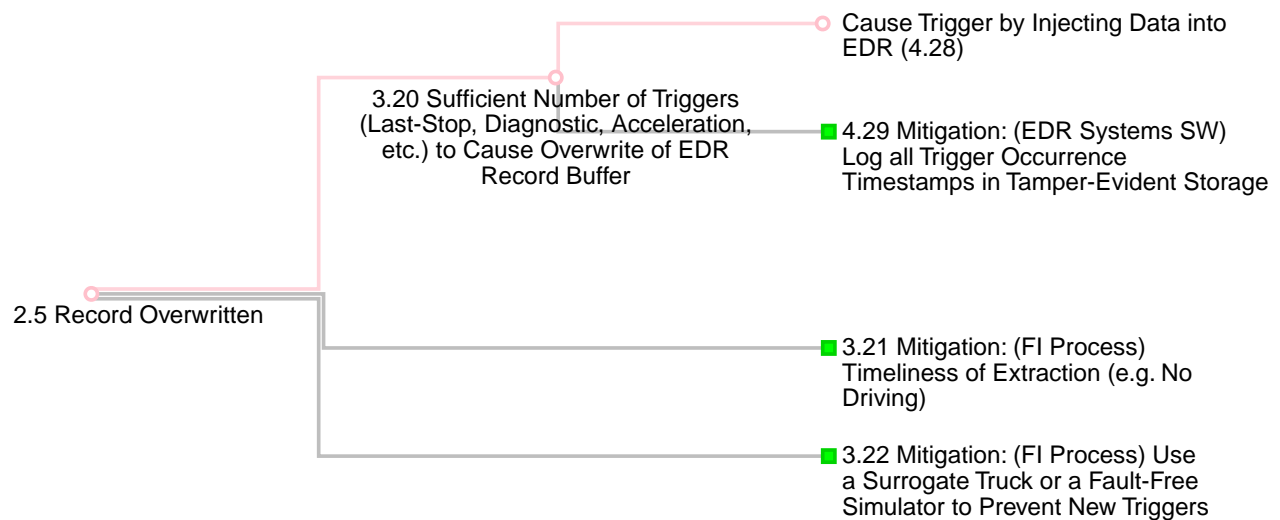 Cause Trigger by Injecting Data into
EDR (4.28)
3.20 Sufficient Number of Triggers
(Last-Stop, Diagnostic, Acceleration,
etc.) to Cause Overwrite of EDR
Record Buffer
4.29 Mitigation: (EDR Systems SW)
Log all Trigger Occurrence
Timestamps in Tamper-Evident Storage
2.5 Record Overwritten
3.21 Mitigation: (FI Process)
Timeliness of Extraction (e.g. No
Driving)
3.22 Mitigation: (FI Process) Use
a Surrogate Truck or a Fault-Free
Simulator to Prevent New Triggers